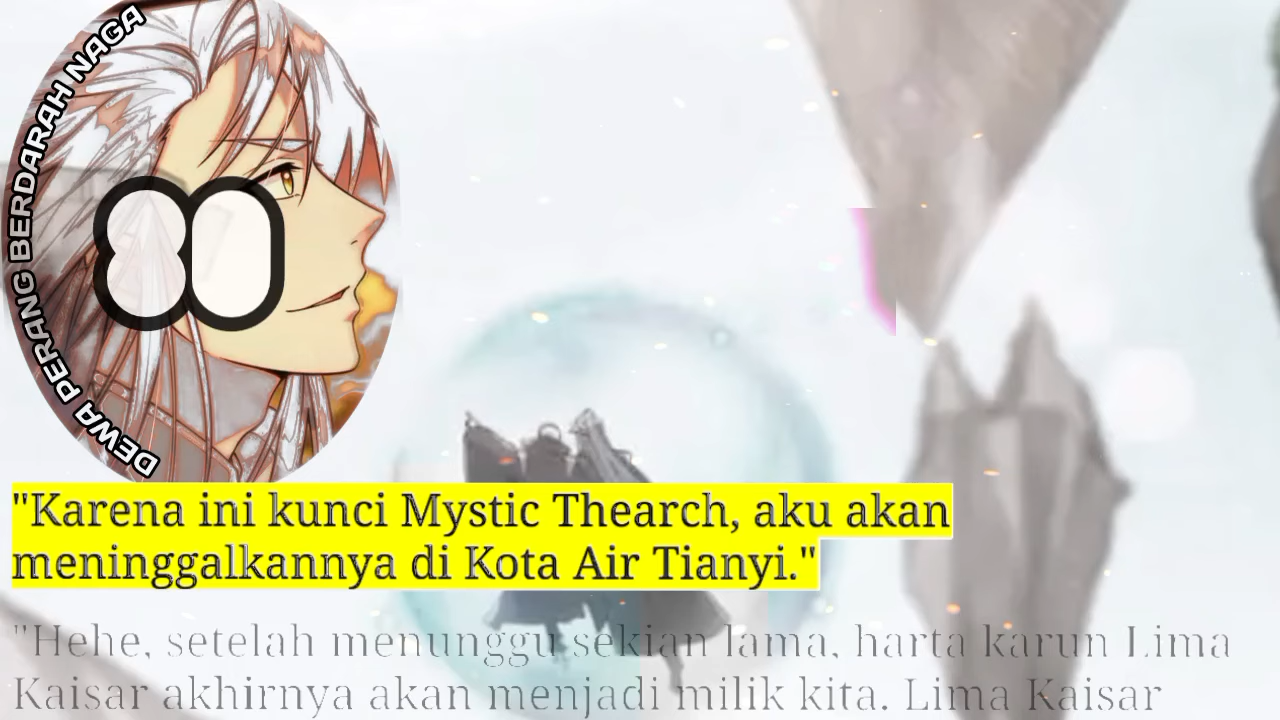 DEWA PERANG BERDARAH NAGA
80
"Karena ini kunci Mystic Thearch, aku akan
meninggalkannya di Kota Air Tianyi."
"Hehe, setelah menunggu sekian lama, harta karun Lima
Kaisar akhirnya akan menjadi milik kita. Lima Kaisar